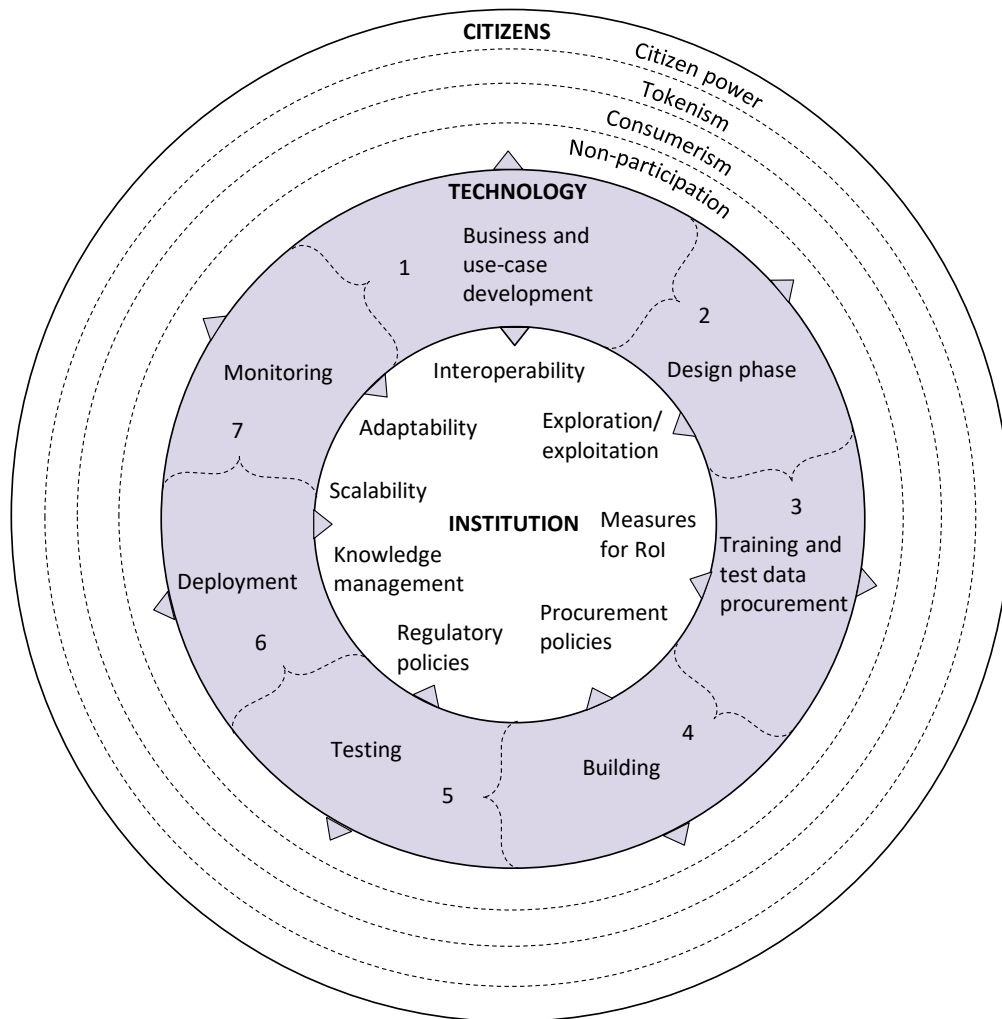 CITIZENS
Citizen power
Tokenism
Consumerism
Non-participation
TECHNOLOGY
1
Business and
use-case
development
2
Design phase
3
Training and
test data
procurement
4
Building
5
Testing
6
Deployment
7
Monitoring
INSTITUTION
Interoperability
Exploration/
exploitation
Measures
for RoI
Procurement
policies
Regulatory
policies
Knowledge
management
Scalability
Adaptability